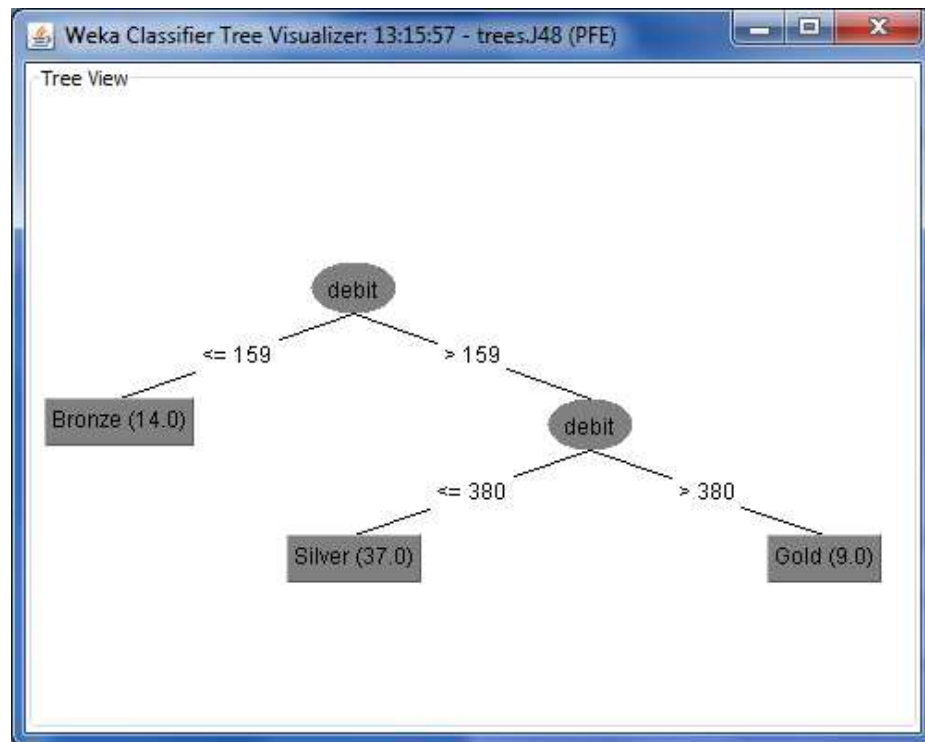 Weka Classifier Tree Visualizer: 13:15:57 - trees.J48 (PFE)
Tree View
debit
<= 159
> 159
Bronze (14.0)
debit
<= 380
> 380
Silver (37.0)
Gold (9.0)